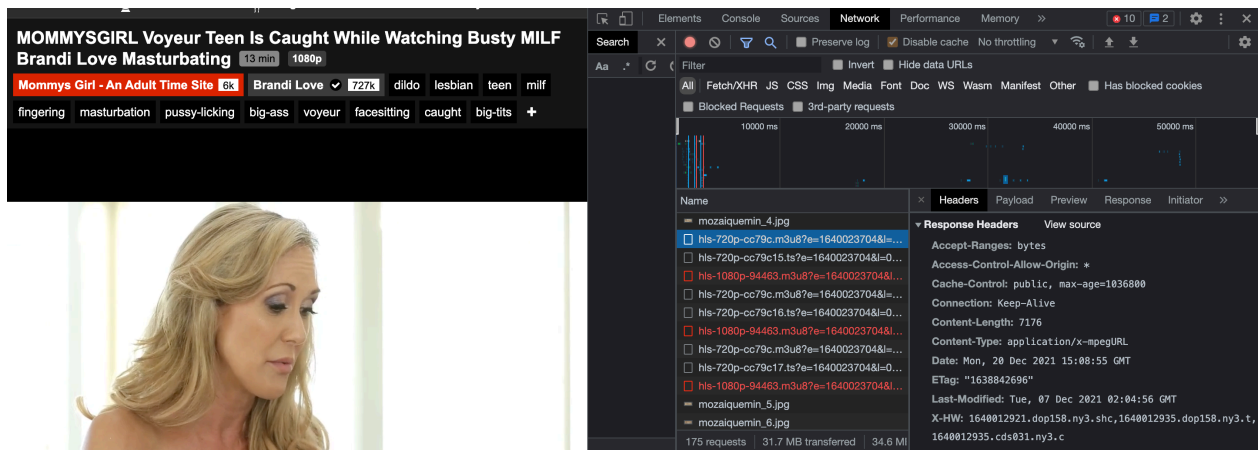 MOMMYSGIRL Voyeur Teen Is Caught While Watching Busty MILF
Brandi Love Masturbating 13 min 1080p
Mommys Girl - An Adult Time Site 6k Brandi Love 727k dildo lesbian teen milf
fingering masturbation pussy-licking big-ass voyeur facesitting caught big-tits +
Elements Console Sources Network Performance Memory » 10 2
Search × Preserve log Disable cache No throttling
Aa .* Filter Invert Hide data URLs
All Fetch/XHR JS CSS Img Media Font Doc WS Wasm Manifest Other Has blocked cookies
Blocked Requests 3rd-party requests
10000 ms 20000 ms 30000 ms 40000 ms 50000 ms
Name
mozaiquemin_4.jpg
hls-720p-cc79c.m3u8?e=1640023704&l=...
hls-720p-cc79c15.ts?e=1640023704&l=0...
hls-1080p-94463.m3u8?e=1640023704&l...
hls-720p-cc79c.m3u8?e=1640023704&l=...
hls-720p-cc79c16.ts?e=1640023704&l=0...
hls-1080p-94463.m3u8?e=1640023704&l...
hls-720p-cc79c.m3u8?e=1640023704&l=...
hls-720p-cc79c17.ts?e=1640023704&l=0...
hls-1080p-94463.m3u8?e=1640023704&l...
mozaiquemin_5.jpg
mozaiquemin_6.jpg
175 requests 31.7 MB transferred 34.6 MI
× Headers Payload Preview Response Initiator »
Response Headers View source
Accept-Ranges: bytes
Access-Control-Allow-Origin: *
Cache-Control: public, max-age=1036800
Connection: Keep-Alive
Content-Length: 7176
Content-Type: application/x-mpegURL
Date: Mon, 20 Dec 2021 15:08:55 GMT
ETag: "1638842696"
Last-Modified: Tue, 07 Dec 2021 02:04:56 GMT
X-HW: 1640012921.dop158.ny3.shc,1640012935.dop158.ny3.t,
1640012935.cds031.ny3.c